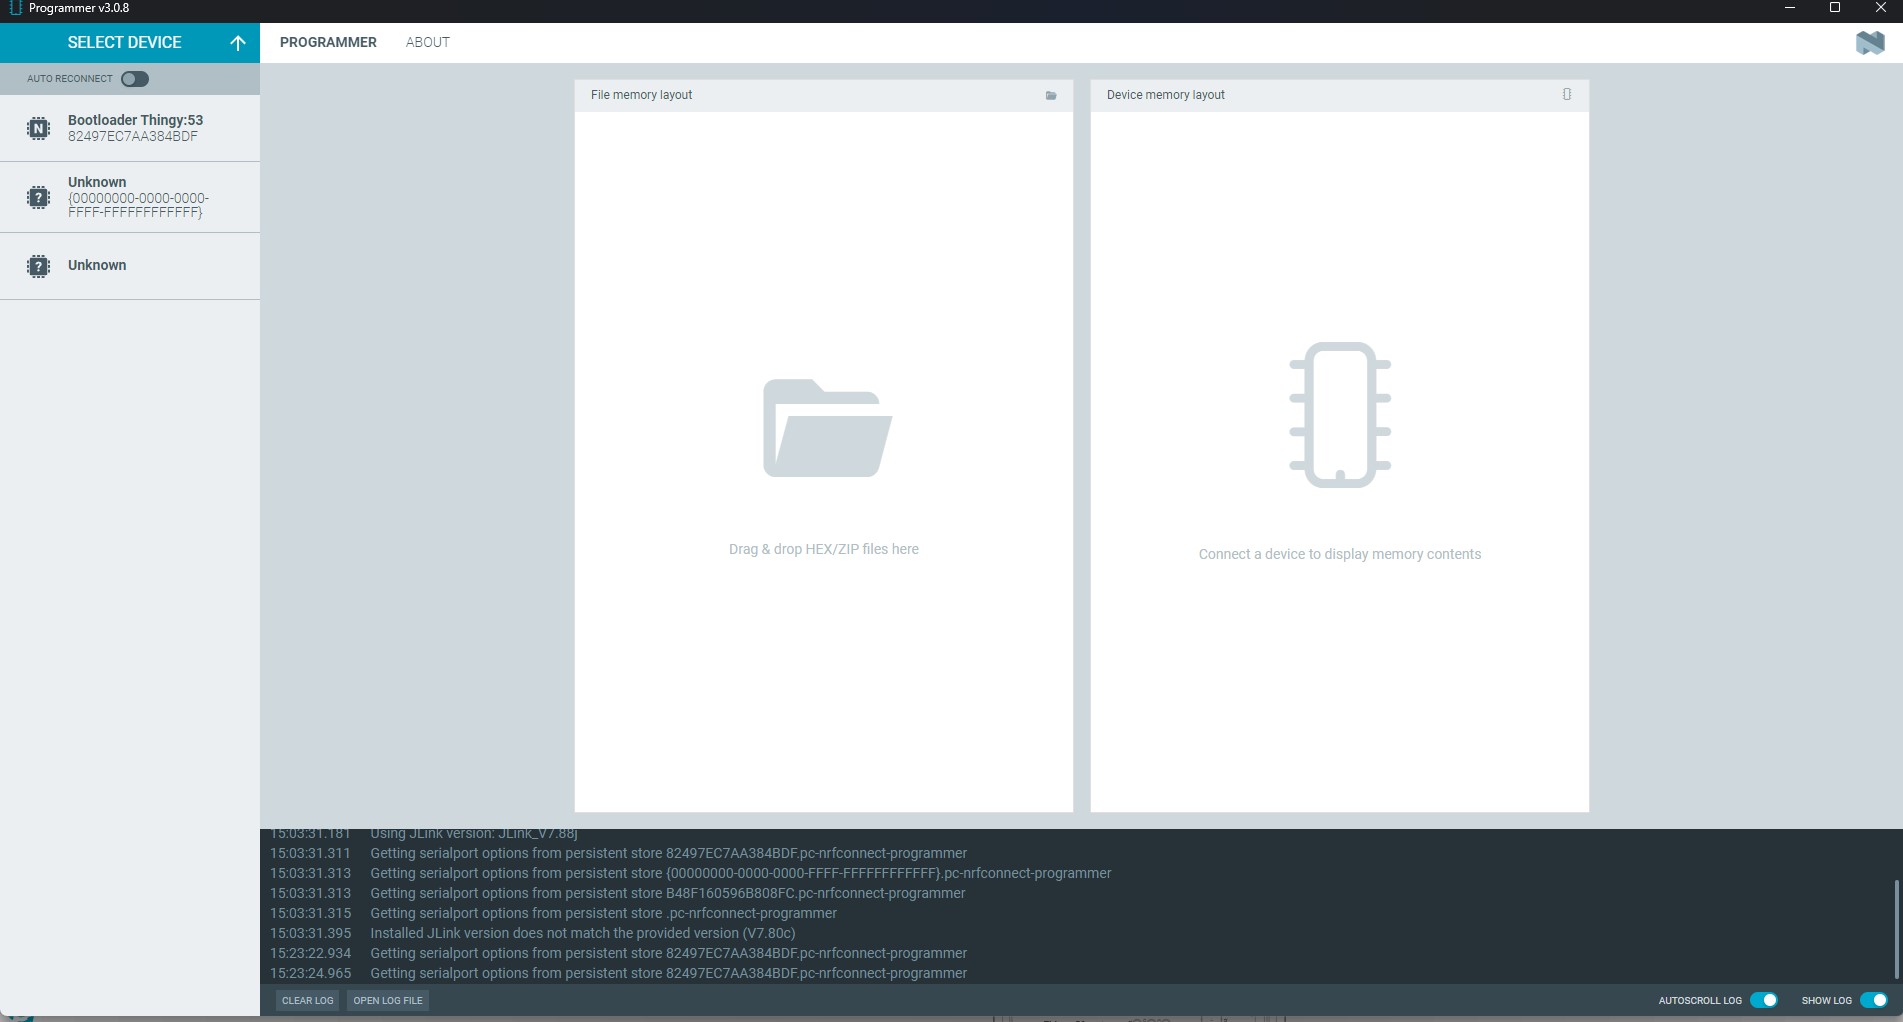 Programmer v3.0.8
SELECT DEVICE
PROGRAMMER ABOUT
AUTO RECONNECT
Bootloader Thingy:53
82497EC7AA384BDF
Unknown
{00000000-0000-0000-
FFFF-FFFFFFFFFFFF}
Unknown
File memory layout
Drag & drop HEX/ZIP files here
Device memory layout
Connect a device to display memory contents
15:03:31.181 Using JLink version: JLink_V7.88j
15:03:31.311 Getting serialport options from persistent store 82497EC7AA384BDF.pc-nrfconnect-programmer
15:03:31.313 Getting serialport options from persistent store {00000000-0000-0000-FFFF-FFFFFFFFFFFF}.pc-nrfconnect-programmer
15:03:31.313 Getting serialport options from persistent store B48F160596B808FC.pc-nrfconnect-programmer
15:03:31.315 Getting serialport options from persistent store .pc-nrfconnect-programmer
15:03:31.395 Installed JLink version does not match the provided version (V7.80c)
15:23:22.934 Getting serialport options from persistent store 82497EC7AA384BDF.pc-nrfconnect-programmer
15:23:24.965 Getting serialport options from persistent store 82497EC7AA384BDF.pc-nrfconnect-programmer
CLEAR LOG OPEN LOG FILE AUTOSCROLL LOG SHOW LOG